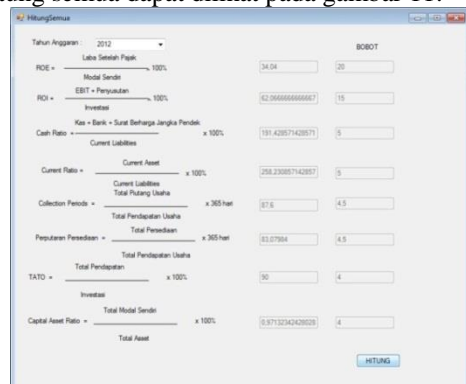 tung semua dapat dilihat pada gambar 11.
HitungSemux
Tahun Anggaran : 2012
BOBOT
Laba Setelah Pajak
ROE = x 100% 34.04 20
Modal Sendiri
EBIT + Penyusutan
ROI = x 100% 62,0666666666667 15
Investasi
Kas + Bank + Surat Berharga Jangka Pendek
Cash Ratio = x 100% 191,428571428571 5
Current Liabilities
Current Asset
Current Ratio = x 100% 258.230857142857 5
Current Liabilities
Total Piutang Usaha
Collection Periods = x 365 hari 87.6 4.5
Total Pendapatan Usaha
Total Persediaan
Perputaran Persediaan = x 365 hari 83,07984 4.5
Total Pendapatan Usaha
Total Pendapatan
TATO = x 100% 90 4
Investasi
Total Modal Sendiri
Capital Asset Ratio = x 100% 4
Total Asset
HITUNG